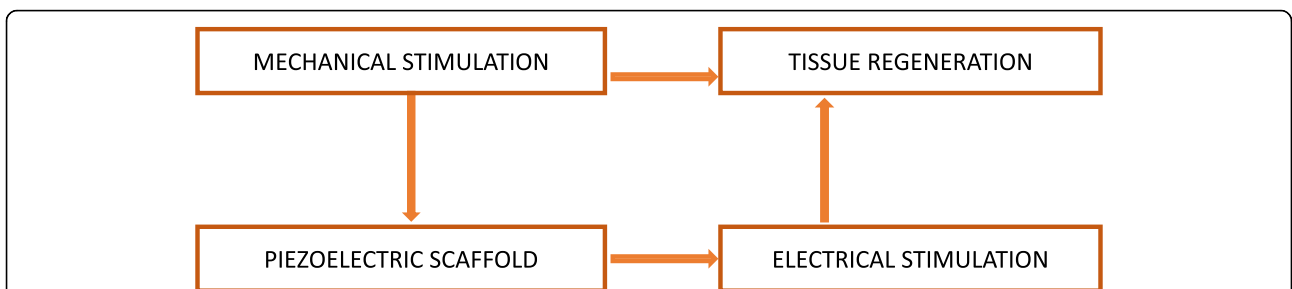 MECHANICAL STIMULATION
TISSUE REGENERATION
PIEZOELECTRIC SCAFFOLD
ELECTRICAL STIMULATION